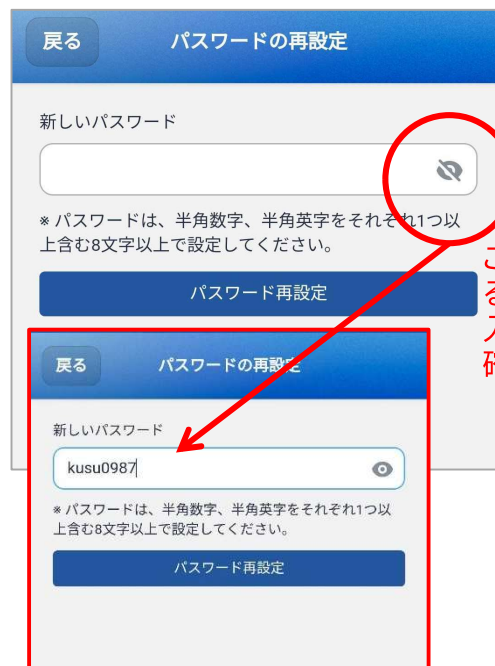 戻る
パスワードの再設定
新しいパスワード
※ パスワードは、半角数字、半角英字をそれぞれ1つ以
上含む8文字以上で設定してください。
パスワード再設定
戻る
パスワードの再設定
新しいパスワード
kusu0987
※ パスワードは、半角数字、半角英字をそれぞれ1つ以
上含む8文字以上で設定してください。
パスワード再設定